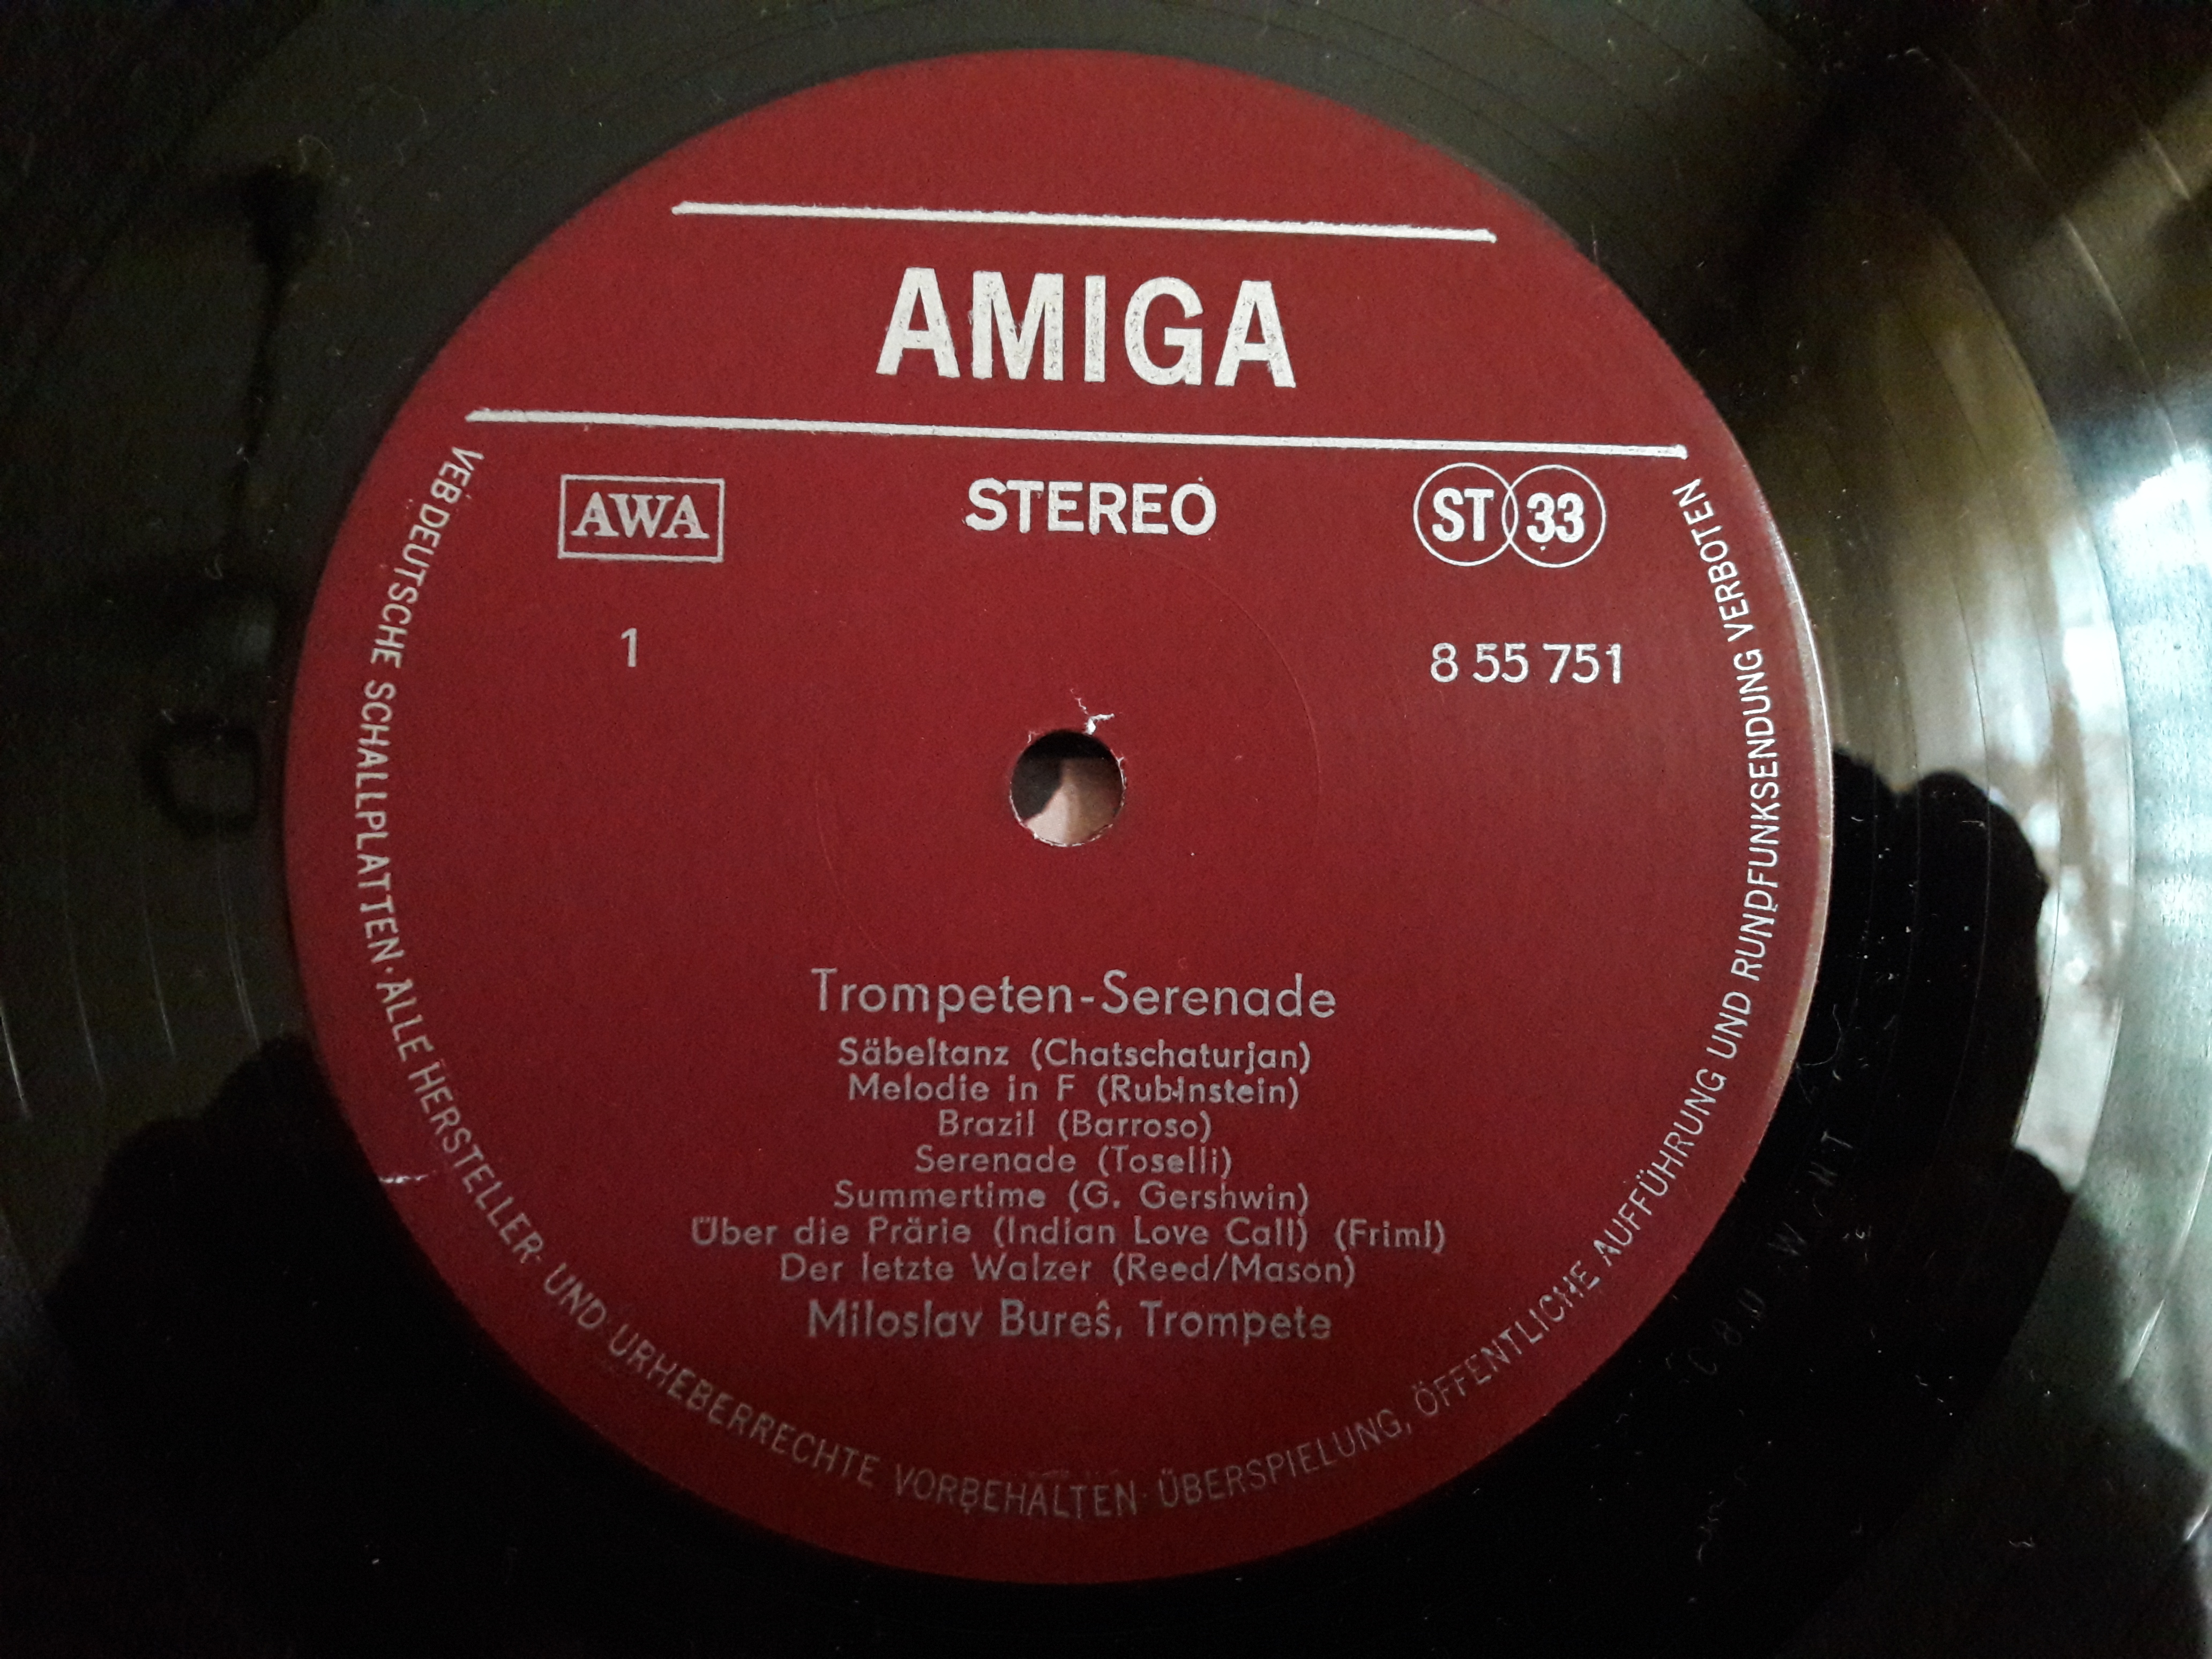 AMIGA
AWA
STEREO
ST 33
1
8 55 751
Trompeten-Serenade
Säbeltanz (Chatschaturjan)
Melodie in F (Rubinstein)
Brazil (Barroso)
Serenade (Toselli)
Summertime (G. Gershwin)
Über die Prärie (Indian Love Call) (Friml)
Der letzte Walzer (Reed/Mason)
Miloslav Bureŝ, Trompete
VEB DEUTSCHE SCHALLPLATTEN · ALLE HERSTELLER- UND URHEBERRECHTE VORBEHALTEN · ÜBERSPIELUNG, ÖFFENTLICHE AUFFÜHRUNG UND RUNDFUNKSENDUNG VERBOTEN